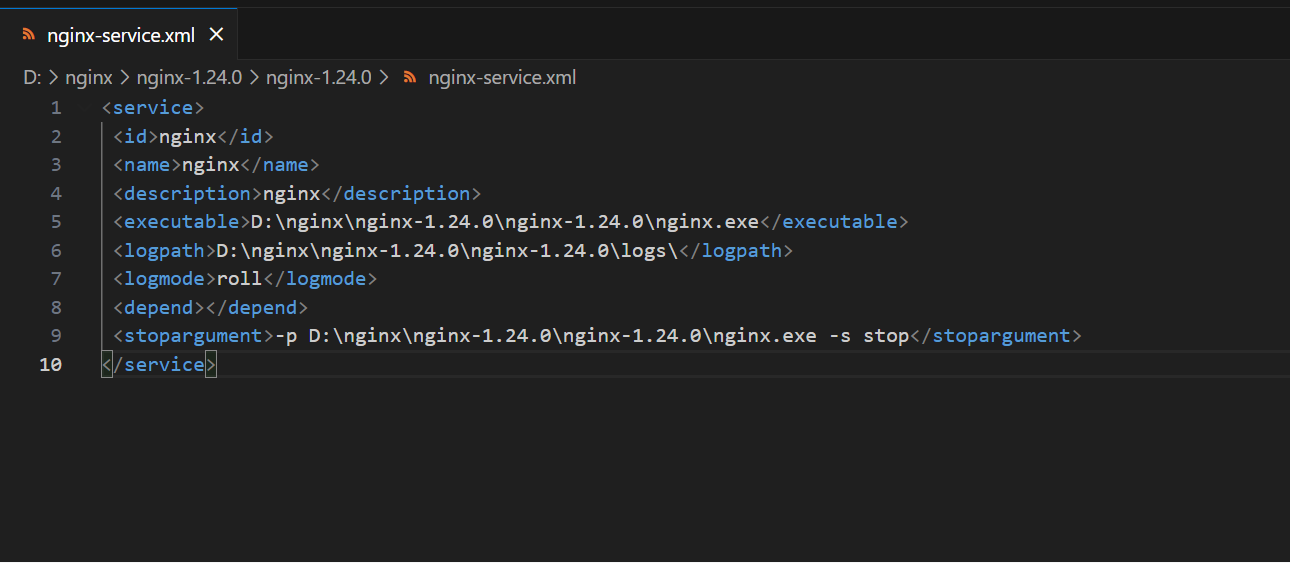 nginx-service.xml
D: > nginx > nginx-1.24.0 > nginx-1.24.0 > nginx-service.xml
1 <service>
2 <id>nginx</id>
3 <name>nginx</name>
4 <description>nginx</description>
5 <executable>D:\nginx\nginx-1.24.0\nginx-1.24.0\nginx.exe</executable>
6 <logpath>D:\nginx\nginx-1.24.0\nginx-1.24.0\logs\</logpath>
7 <logmode>roll</logmode>
8 <depend></depend>
9 <stopargument>-p D:\nginx\nginx-1.24.0\nginx-1.24.0\nginx.exe -s stop</stopargument>
10 </service>